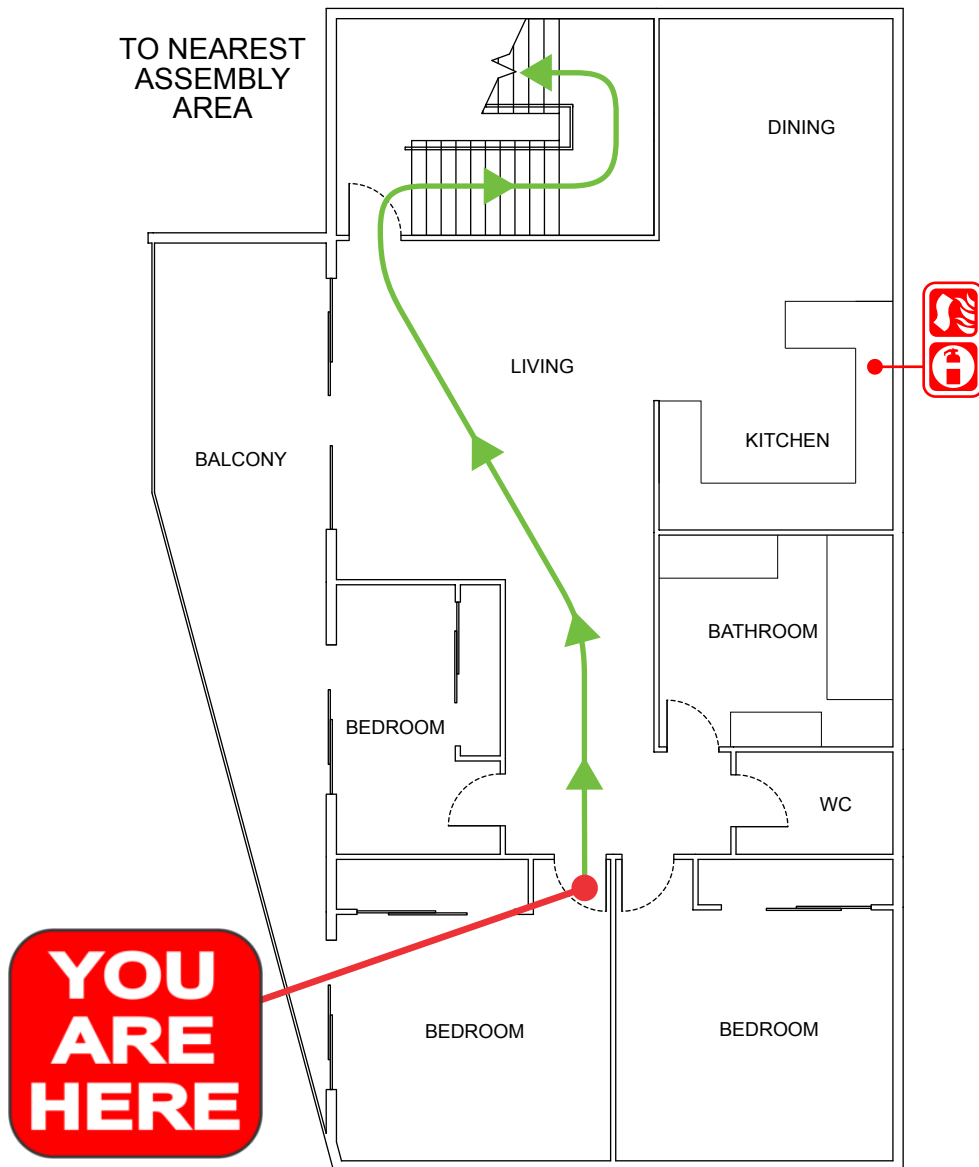 TO NEAREST
ASSEMBLY
AREA
DINING
LIVING
KITCHEN
BALCONY
BATHROOM
BEDROOM
WC
YOU
ARE
HERE
BEDROOM
BEDROOM